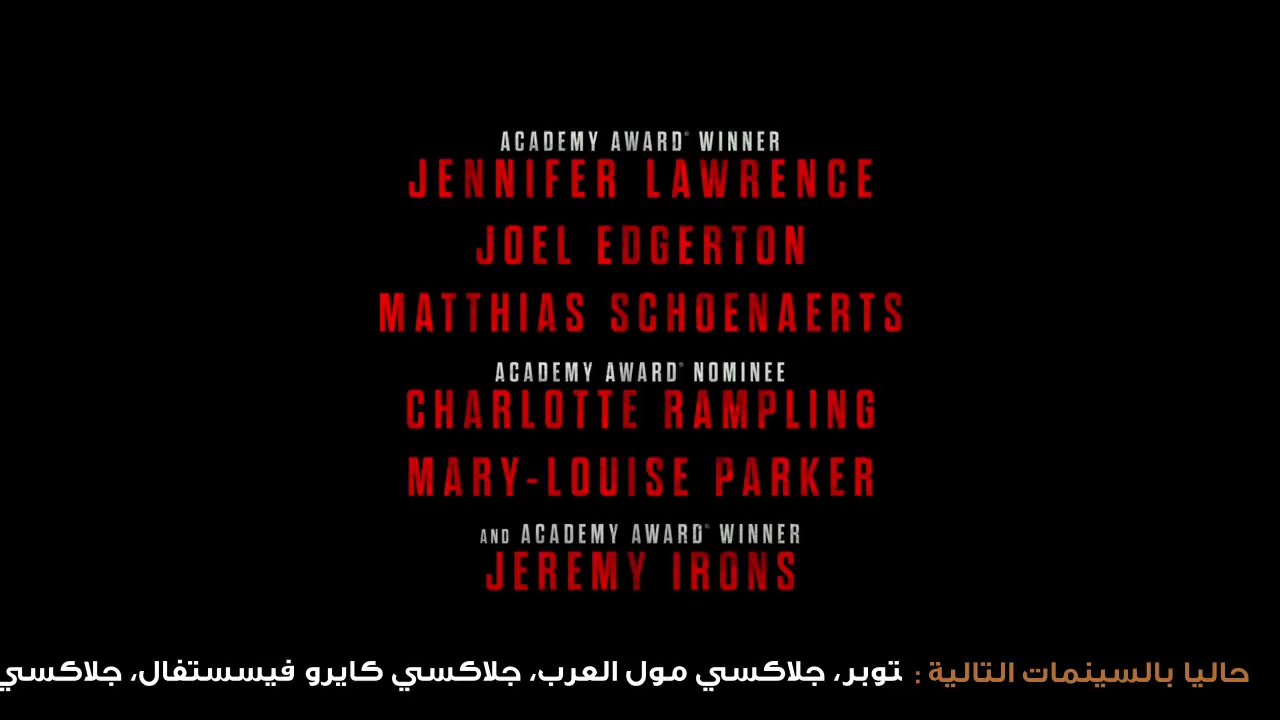 ACADEMY AWARD® WINNER
JENNIFER LAWRENCE
JOEL EDGERTON
MATTHIAS SCHOENAERTS
ACADEMY AWARD® NOMINEE
CHARLOTTE RAMPLING
MARY-LOUISE PARKER
AND ACADEMY AWARD® WINNER
JEREMY IRONS
حاليا بالسينمات التالية : توبر، جلاكسي مول العرب، جلاكسي كايرو فيسستفال، جلاكسي